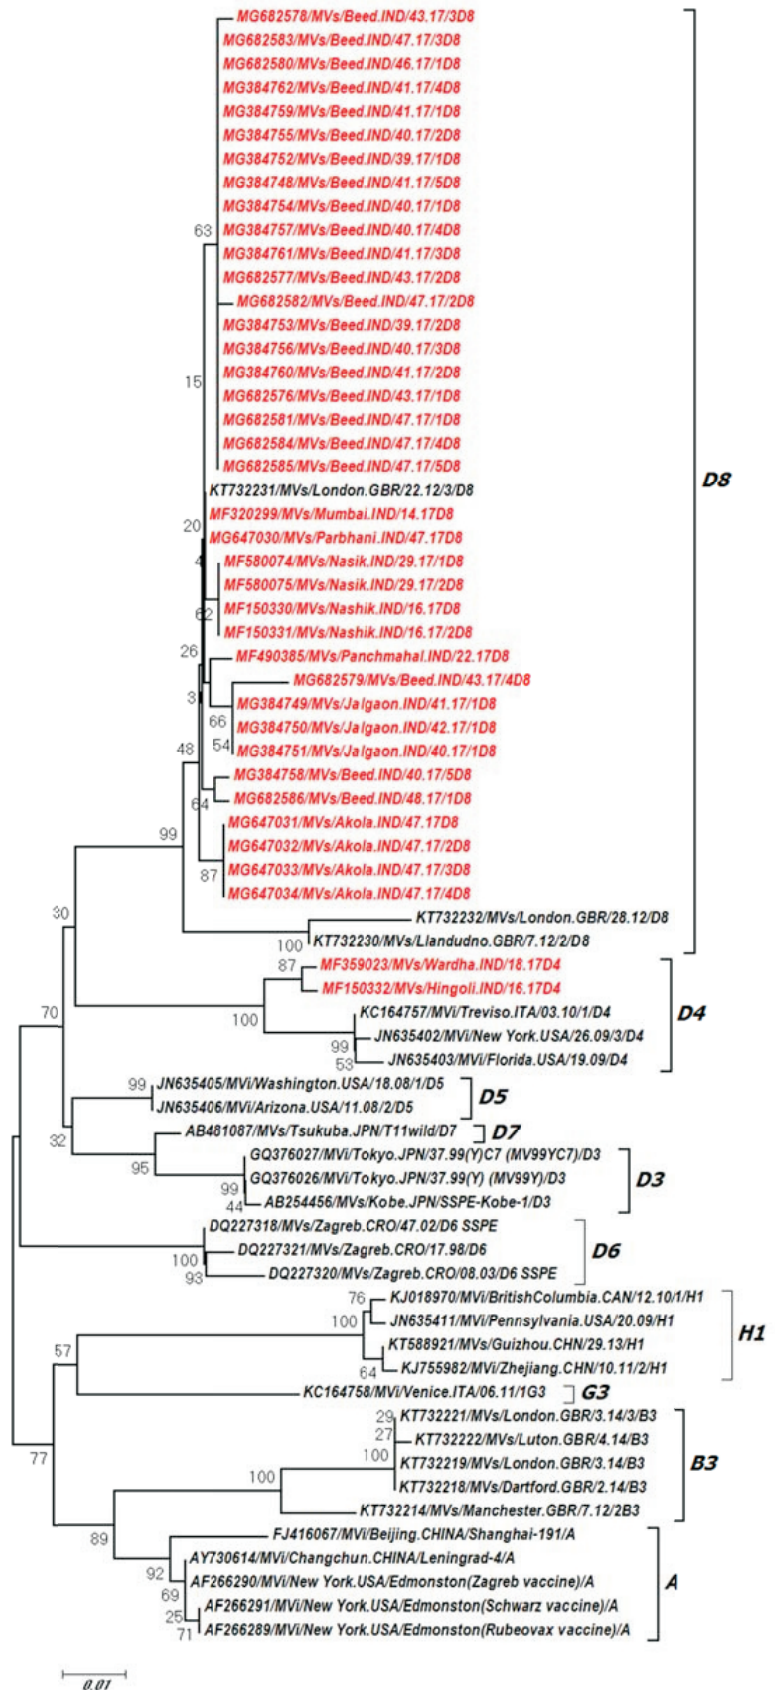 MG682578/MVs/Beed.IND/43.17/3D8
MG682583/MVs/Beed.IND/47.17/3D8
MG682580/MVs/Beed.IND/46.17/1D8
MG384762/MVs/Beed.IND/41.17/4D8
MG384759/MVs/Beed.IND/41.17/1D8
MG384755/MVs/Beed.IND/40.17/2D8
MG384752/MVs/Beed.IND/39.17/1D8
MG384748/MVs/Beed.IND/41.17/5D8
MG384754/MVs/Beed.IND/40.17/1D8
63 MG384757/MVs/Beed.IND/40.17/4D8
MG384761/MVs/Beed.IND/41.17/3D8
MG682577/MVs/Beed.IND/43.17/2D8
MG682582/MVs/Beed.IND/47.17/2D8
MG384753/MVs/Beed.IND/39.17/2D8
MG384756/MVs/Beed.IND/40.17/3D8
15 MG384760/MVs/Beed.IND/41.17/2D8
MG682576/MVs/Beed.IND/43.17/1D8
MG682581/MVs/Beed.IND/47.17/1D8
MG682584/MVs/Beed.IND/47.17/4D8
MG682585/MVs/Beed.IND/47.17/5D8
D8
KT732231/MVs/London.GBR/22.12/3/D8
20 MF320299/MVs/Mumbai.IND/14.17D8
MG647030/MVs/Parbhani.IND/47.17D8
4 MF580074/MVs/Nasik.IND/29.17/1D8
MF580075/MVs/Nasik.IND/29.17/2D8
62 MF150330/MVs/Nashik.IND/16.17D8
MF150331/MVs/Nashik.IND/16.17/2D8
26 MF490385/MVs/Panchmahal.IND/22.17D8
MG682579/MVs/Beed.IND/43.17/4D8
3 MG384749/MVs/Jalgaon.IND/41.17/1D8
66 MG384750/MVs/Jalgaon.IND/42.17/1D8
48 54 MG384751/MVs/Jalgaon.IND/40.17/1D8
MG384758/MVs/Beed.IND/40.17/5D8
64 MG682586/MVs/Beed.IND/48.17/1D8
99 MG647031/MVs/Akola.IND/47.17D8
MG647032/MVs/Akola.IND/47.17/2D8
87 MG647033/MVs/Akola.IND/47.17/3D8
MG647034/MVs/Akola.IND/47.17/4D8
30 KT732232/MVs/London.GBR/28.12/D8
100 KT732230/MVs/Llandudno.GBR/7.12/2/D8
87 MF359023/MVs/Wardha.IND/18.17D4
MF150332/MVs/Hingoli.IND/16.17D4
100 KC164757/MVi/Treviso.ITA/03.10/1/D4 D4
70 99 JN635402/MVi/New York.USA/26.09/3/D4
53 JN635403/MVi/Florida.USA/19.09/D4
99 JN635405/MVi/Washington.USA/18.08/1/D5
D5
JN635406/MVi/Arizona.USA/11.08/2/D5
32 AB481087/MVs/Tsukuba.JPN/T11wild/D7 D7
95 GQ376027/MVi/Tokyo.JPN/37.99(Y)C7 (MV99YC7)/D3
99 GQ376026/MVi/Tokyo.JPN/37.99(Y) (MV99Y)/D3 D3
44 AB254456/MVs/Kobe.JPN/SSPE-Kobe-1/D3
DQ227318/MVs/Zagreb.CRO/47.02/D6 SSPE
100 DQ227321/MVs/Zagreb.CRO/17.98/D6 D6
93 DQ227320/MVs/Zagreb.CRO/08.03/D6 SSPE
76 KJ018970/MVi/BritishColumbia.CAN/12.10/1/H1
100 JN635411/MVi/Pennsylvania.USA/20.09/H1
H1
57 KT588921/MVs/Guizhou.CHN/29.13/H1
64 KJ755982/MVi/Zhejiang.CHN/10.11/2/H1
KC164758/MVi/Venice.ITA/06.11/1G3 G3
29 KT732221/MVs/London.GBR/3.14/3/B3
27 KT732222/MVs/Luton.GBR/4.14/B3
77 100 KT732219/MVs/London.GBR/3.14/B3 B3
100 KT732218/MVs/Dartford.GBR/2.14/B3
KT732214/MVs/Manchester.GBR/7.12/2B3
89 FJ416067/MVi/Beijing.CHINA/Shanghai-191/A
AY730614/MVi/Changchun.CHINA/Leningrad-4/A
92 AF266290/MVi/New York.USA/Edmonston(Zagreb vaccine)/A A
69 AF266291/MVi/New York.USA/Edmonston(Schwarz vaccine)/A
25
71 AF266289/MVi/New York.USA/Edmonston(Rubeovax vaccine)/A
0.01